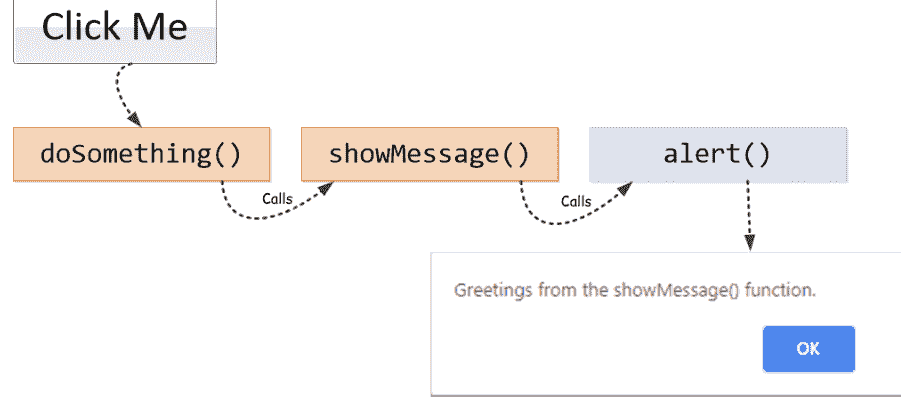 Click Me
doSomething()
showMessage()
alert()
Calls
Calls
Greetings from the showMessage() function.
OK